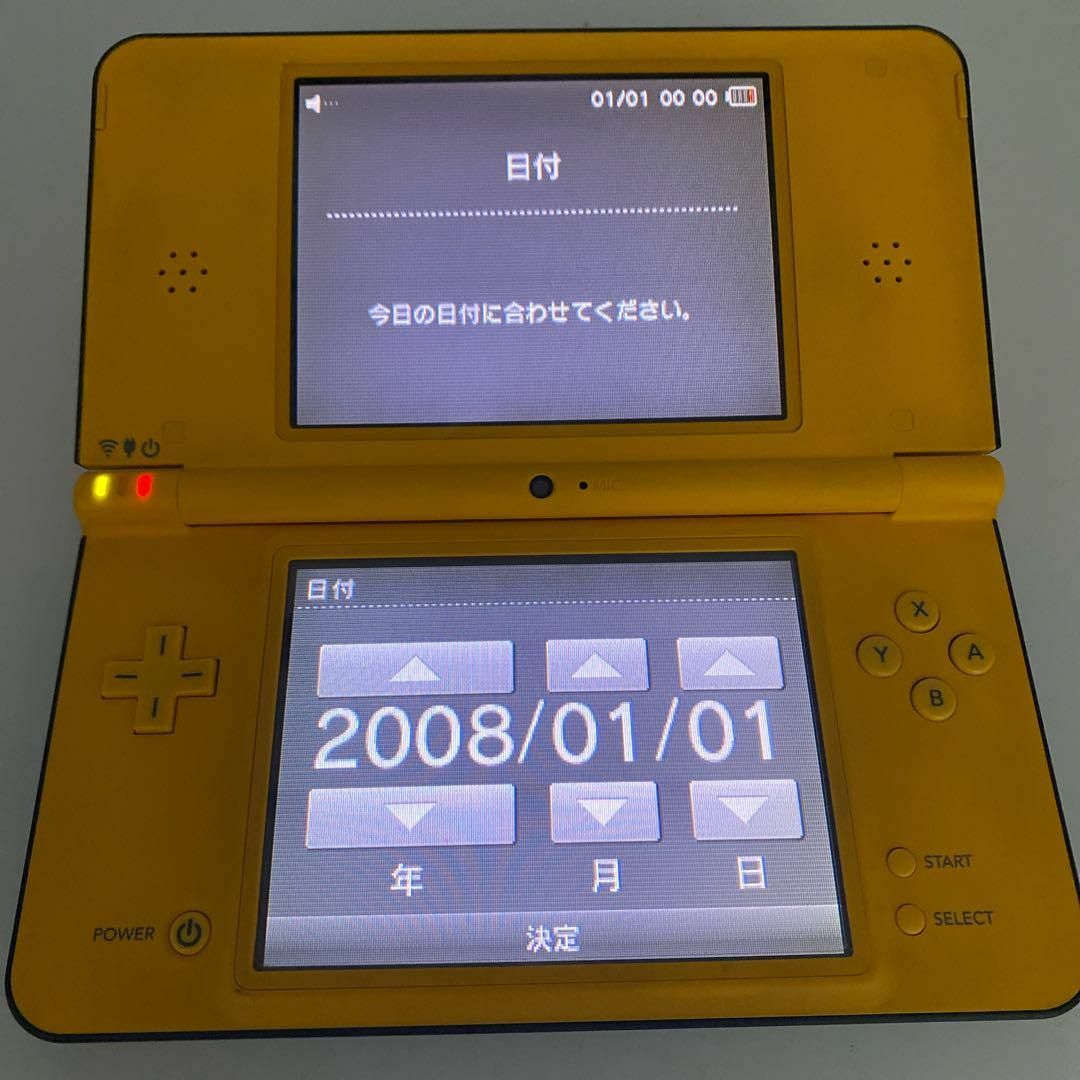 01/01 00 00
日付
今日の日付に合わせてください。
MIC
日付
2008/01/01
年 月 日
決定
X
Y A
B
START
SELECT
POWER